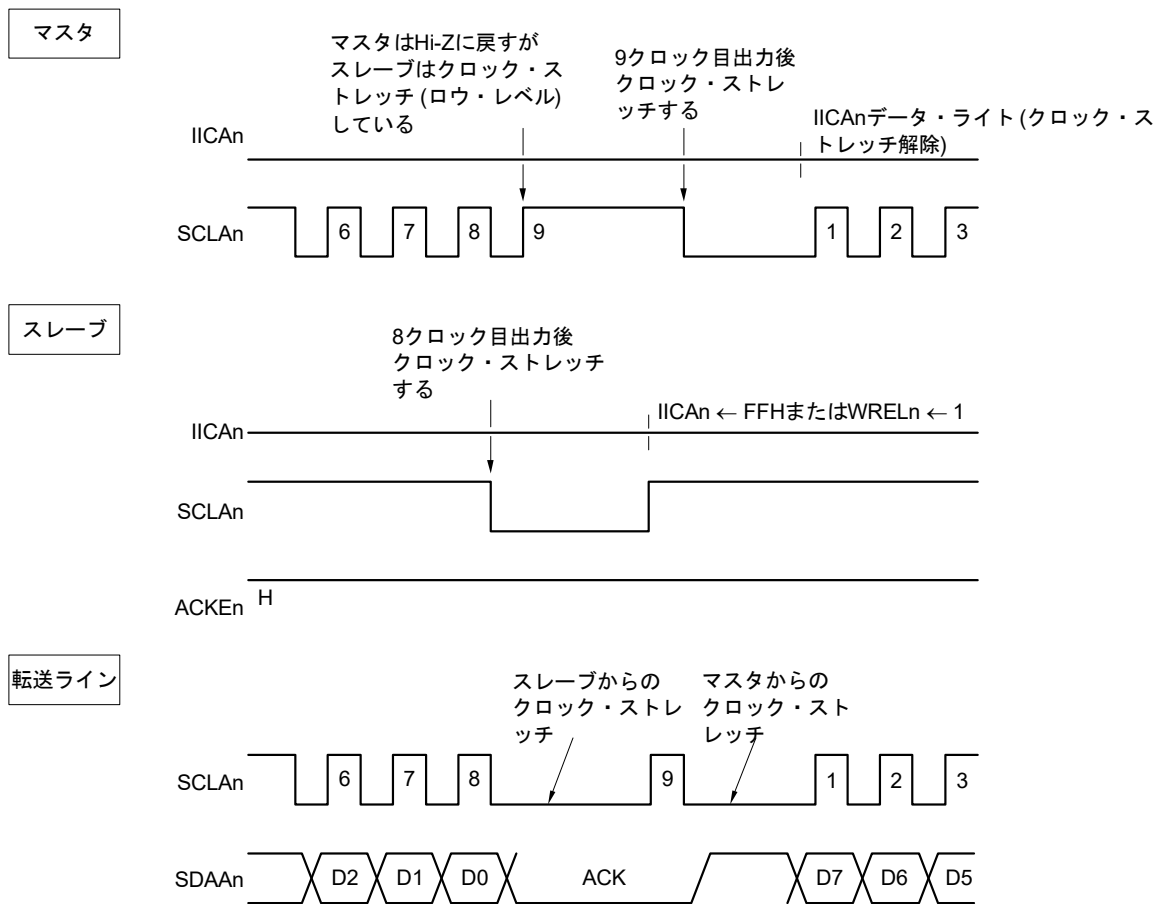 マスタ
マスタはHi-Zに戻すが
スレーブはクロック・ス
トレッチ (ロウ・レベル)
している
9クロック目出力後
クロック・ストレ
ッチする
IICAnデータ・ライト (クロック・ス
トレッチ解除)
IICAn
SCLAn
6 7 8 9 1 2 3
スレーブ
8クロック目出力後
クロック・ストレッチ
する
IICAn ← FFHまたはWRELn ← 1
IICAn
SCLAn
ACKEn H
転送ライン
スレーブからの
クロック・ストレ
ッチ
マスタからの
クロック・スト
レッチ
SCLAn 6 7 8 9 1 2 3
SDAAn D2 D1 D0 ACK D7 D6 D5